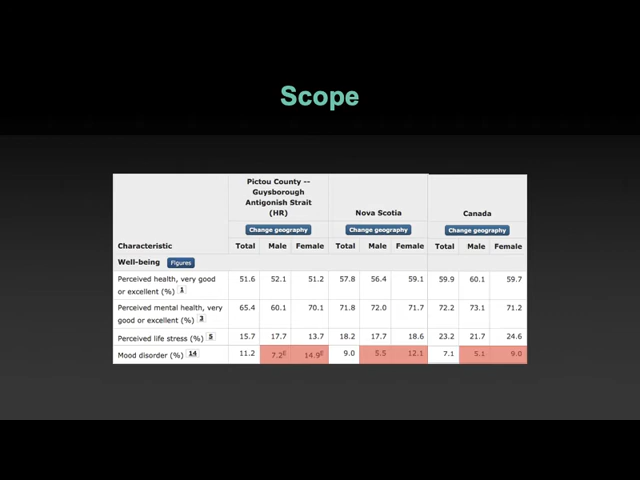 Scope
Pictou County --
Guysborough
Antigonish Strait
(HR) Nova Scotia Canada
Change geography Change geography Change geography
Characteristic Total Male Female Total Male Female Total Male Female
Well-being Figures
Perceived health, very good 51.6 52.1 51.2 57.8 56.4 59.1 59.9 60.1 59.7
or excellent (%) 1
Perceived mental health, very 65.4 60.1 70.1 71.8 72.0 71.7 72.2 73.1 71.2
good or excellent (%) 3
Perceived life stress (%) 5 15.7 17.7 13.7 18.2 17.7 18.6 23.2 21.7 24.6
Mood disorder (%) 14 11.2 7.2E 14.9E 9.0 5.5 12.1 7.1 5.1 9.0